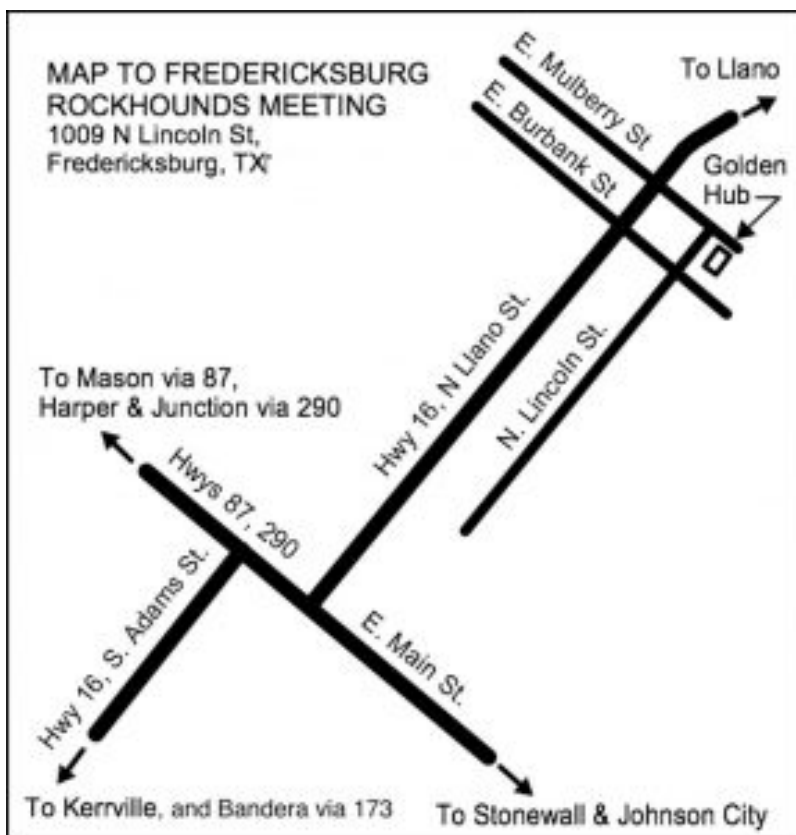 MAP TO FREDERICKSBURG
ROCKHOUNDS MEETING
1009 N Lincoln St,
Fredericksburg, TX
E. Mulberry St
E. Burbank St
To Llano
Golden
Hub
Hwy 16, N Llano St.
N. Lincoln St.
To Mason via 87,
Harper & Junction via 290
Hwys 87, 290
Hwy 16, S. Adams St.
E. Main St.
To Kerrville, and Bandera via 173
To Stonewall & Johnson City